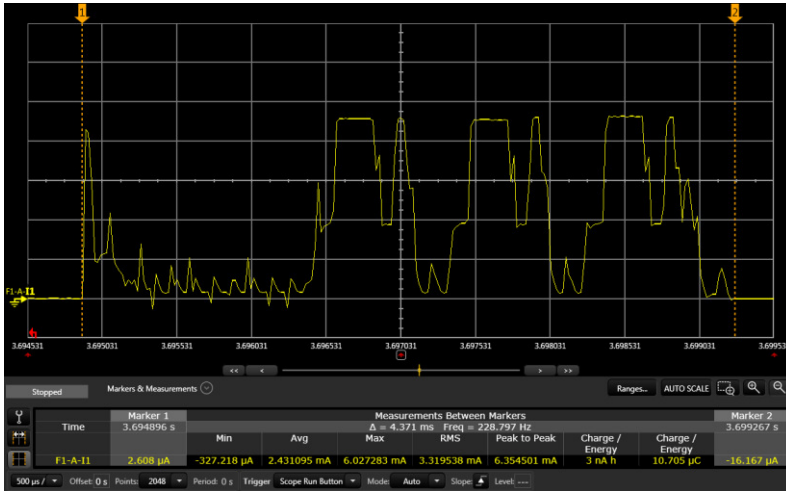 1
2
F1-A-I1
3.694531
3.695031
3.695531
3.696031
3.696531
3.697031
3.697531
3.698031
3.698531
3.699031
3.69953
<<
<
>
>>
Stopped
Markers & Measurements
Ranges...
AUTO SCALE
Marker 1
Measurements Between Markers
Marker 2
Time
3.694896 s
Δ = 4.371 ms Freq = 228.797 Hz
3.699267 s
Min
Avg
Max
RMS
Peak to Peak
Charge / Energy
Charge / Energy
F1-A-I1
2.608 µA
-327.218 µA
2.431095 mA
6.027283 mA
3.319538 mA
6.354501 mA
3 nA h
10.705 µC
-16.167 µA
500 µs / Offset: 0 s Points: 2048 Period: 0 s Trigger Scope Run Button Mode: Auto Slope: Level: ---